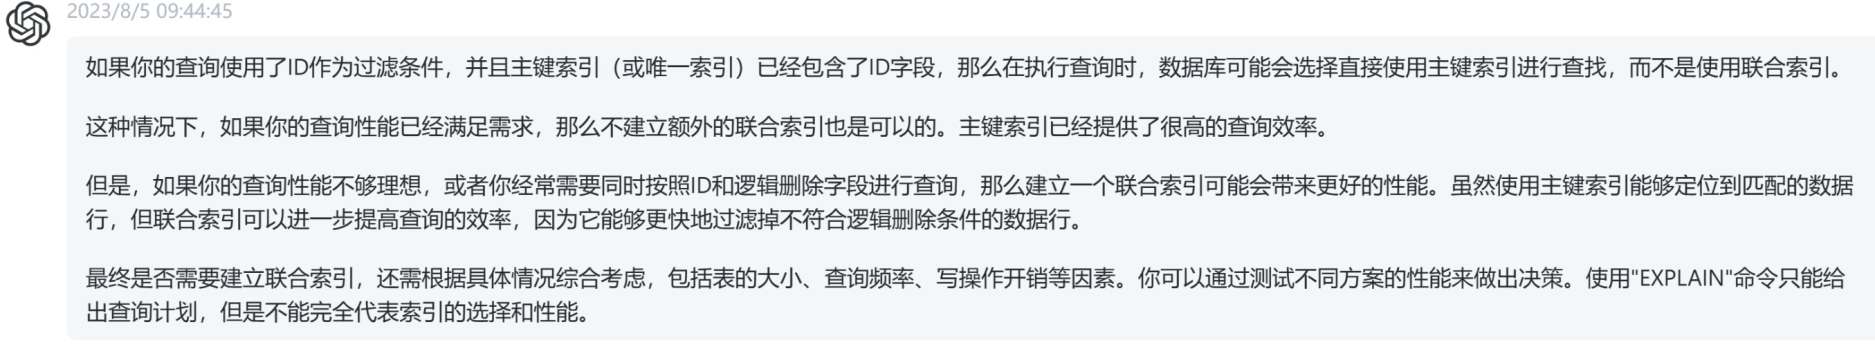 2023/8/5 09:44:45
如果你的查询使用了ID作为过滤条件，并且主键索引（或唯一索引）已经包含了ID字段，那么在执行查询时，数据库可能会选择直接使用主键索引进行查找，而不是使用联合索引。
这种情况下，如果你的查询性能已经满足需求，那么不建立额外的联合索引也是可以的。主键索引已经提供了很高的查询效率。
但是，如果你的查询性能不够理想，或者你经常需要同时按照ID和逻辑删除字段进行查询，那么建立一个联合索引可能会带来更好的性能。虽然使用主键索引能够定位到匹配的数据
行，但联合索引可以进一步提高查询的效率，因为它能够更快地过滤掉不符合逻辑删除条件的数据行。
最终是否需要建立联合索引，还需根据具体情况综合考虑，包括表的大小、查询频率、写操作开销等因素。你可以通过测试不同方案的性能来做出决策。使用"EXPLAIN"命令只能给
出查询计划，但是不能完全代表索引的选择和性能。